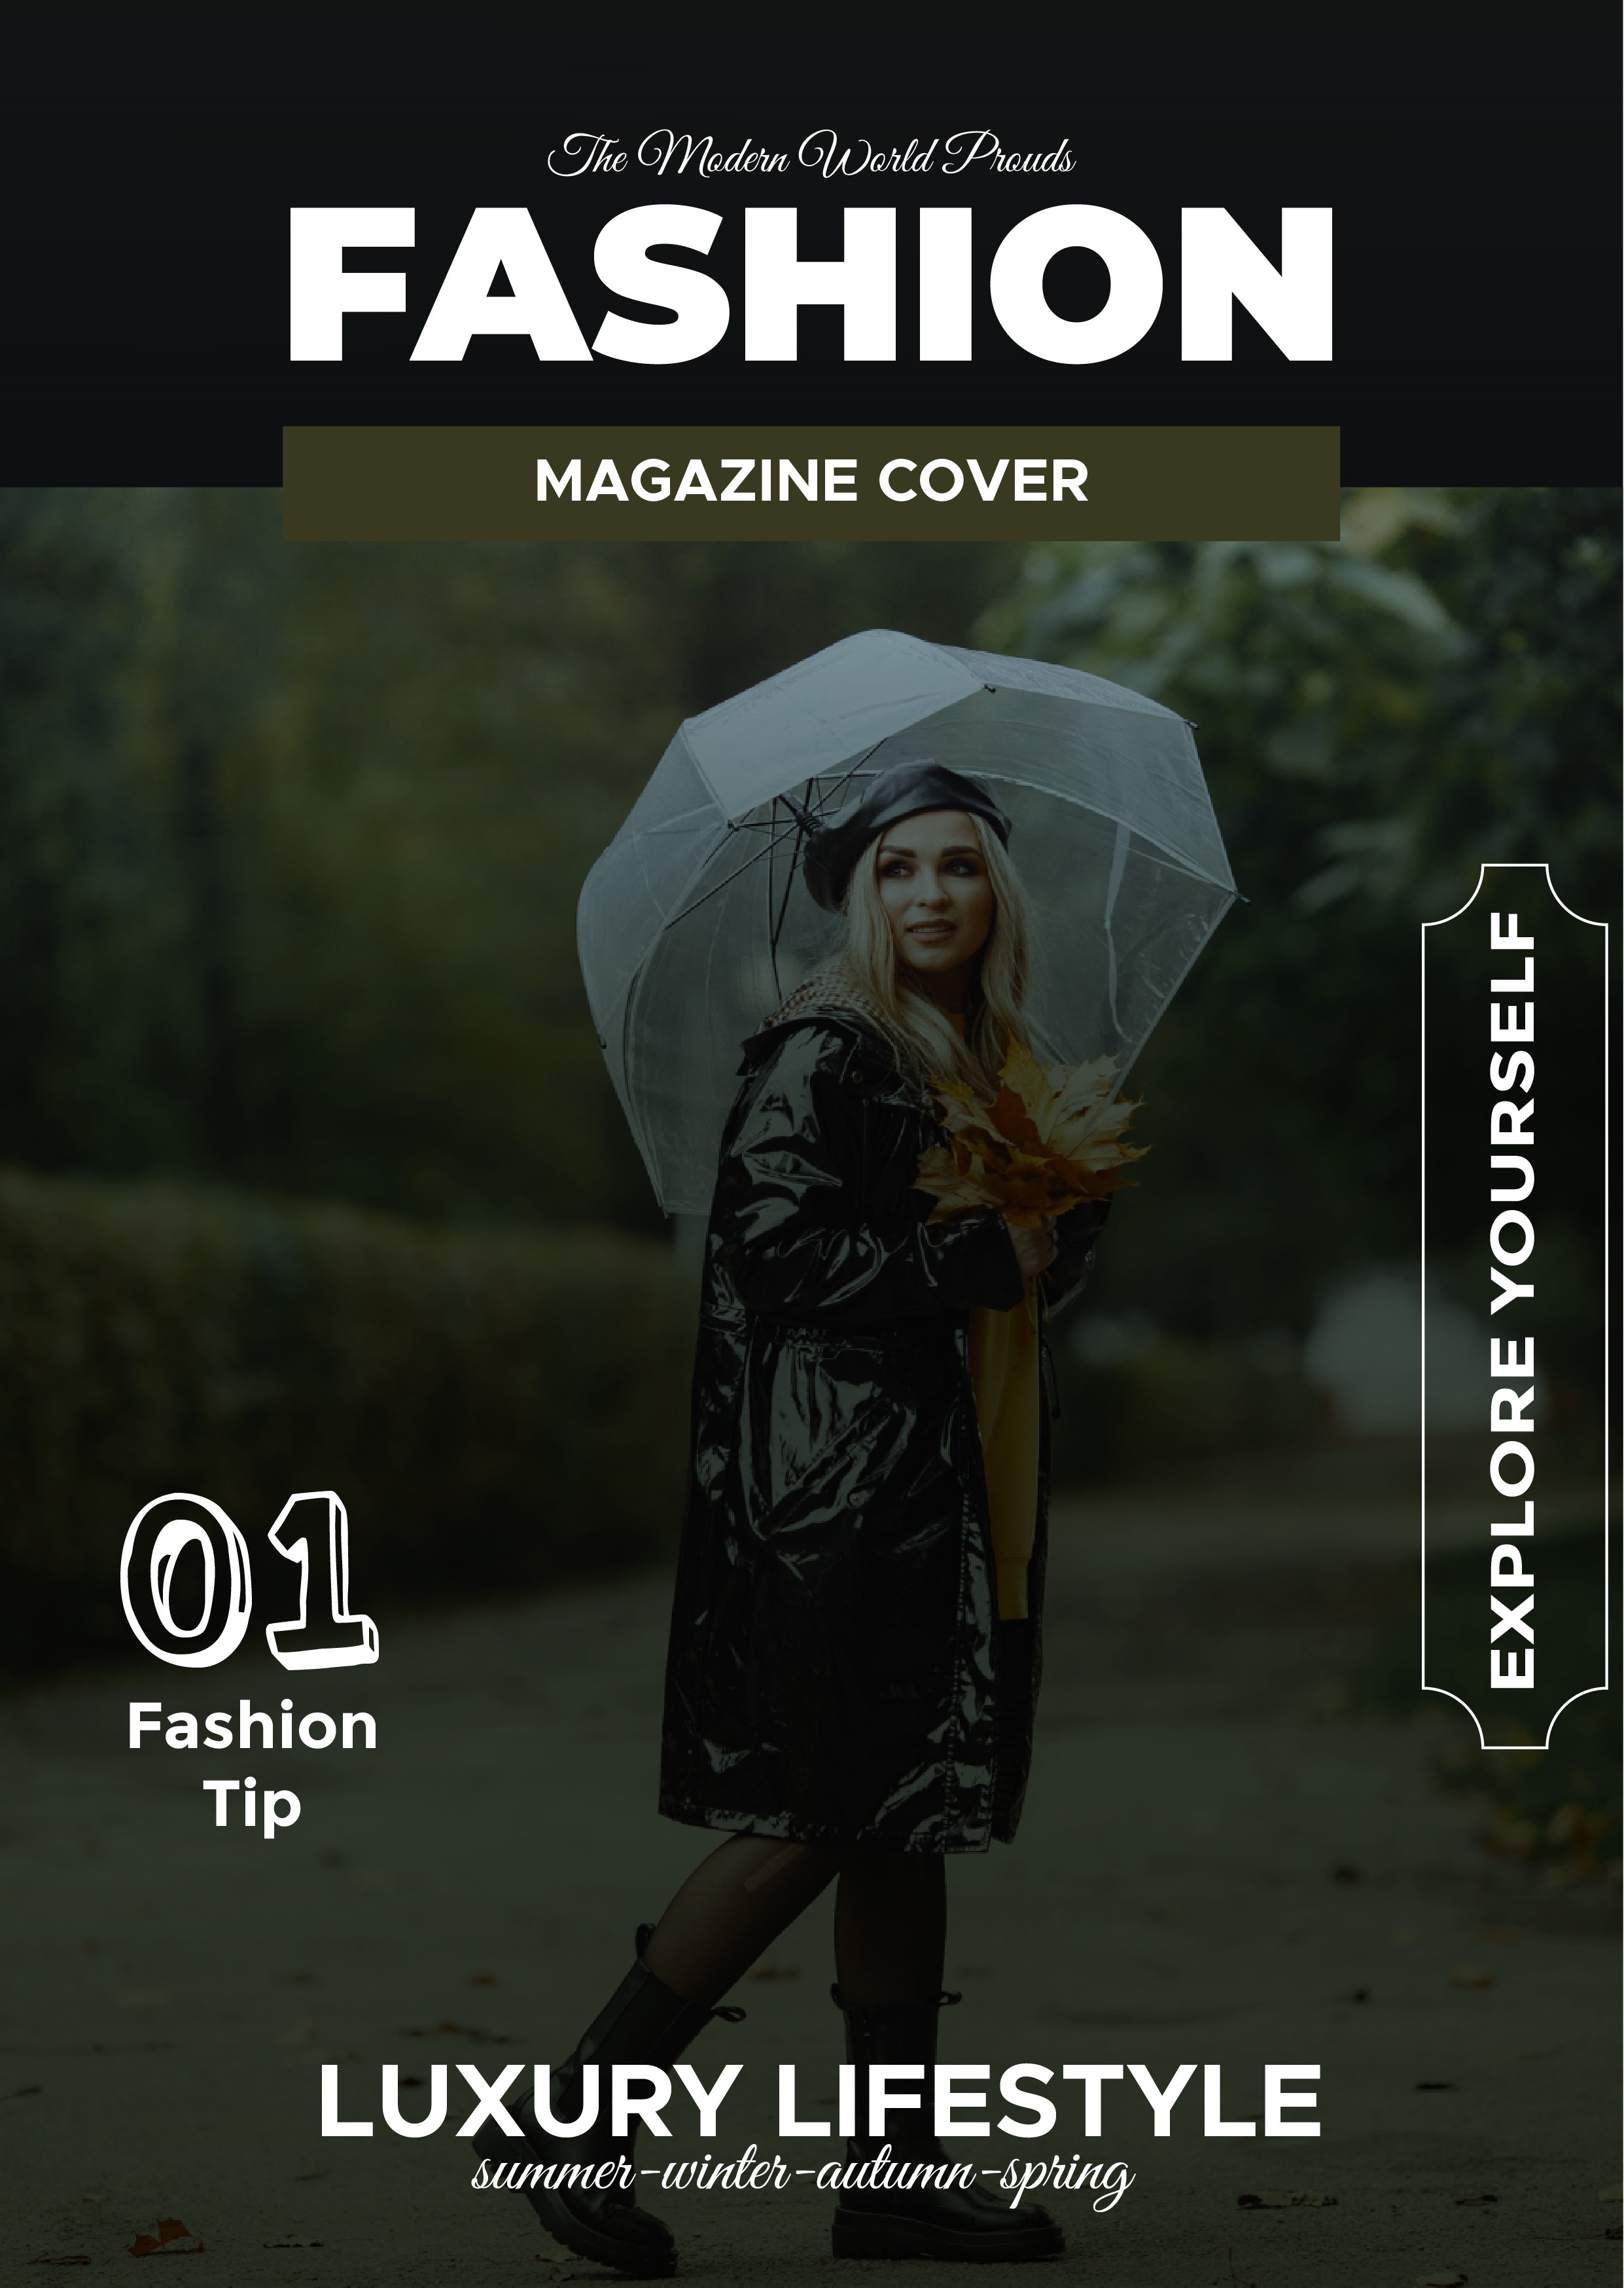 The Modern World Prouds
FASHION
MAGAZINE COVER
EXPLORE YOURSELF
01
Fashion
Tip
LUXURY LIFESTYLE
summer-winter-autumn-spring